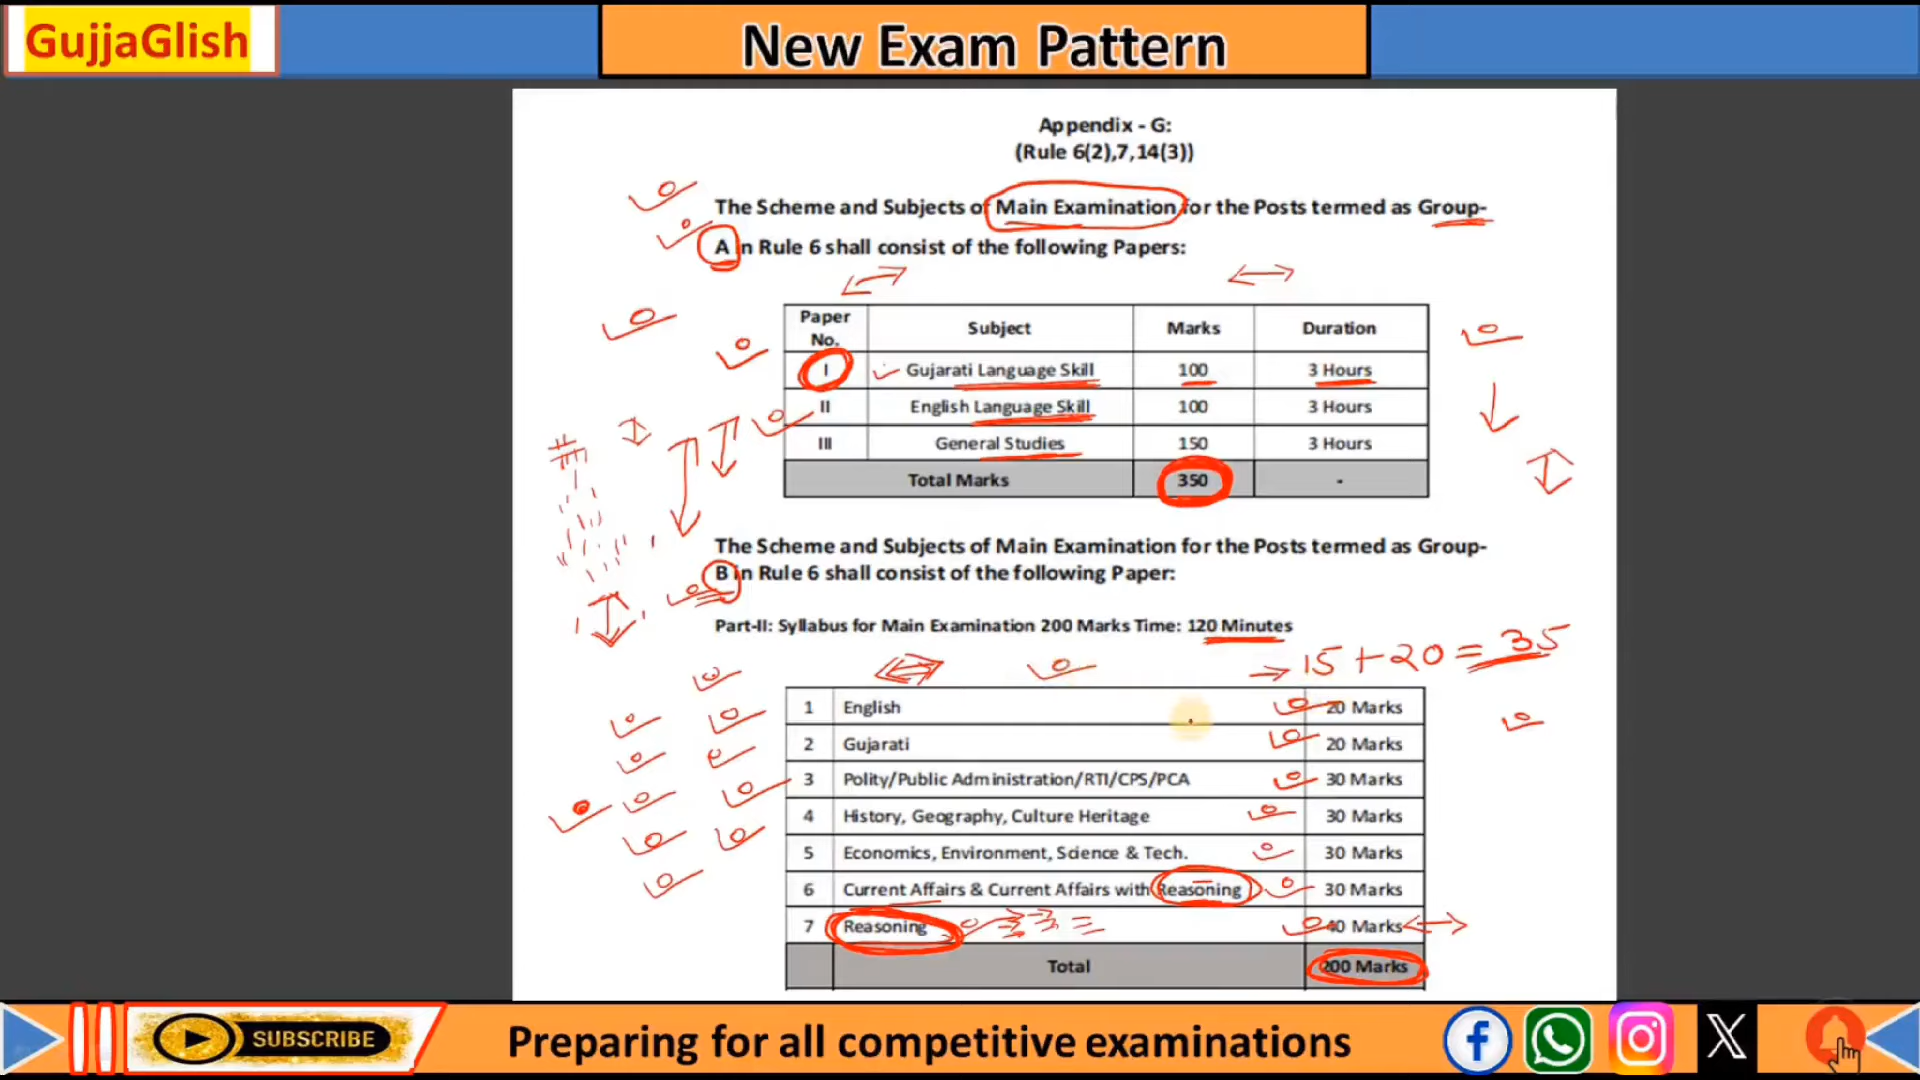 GujjaGlish
New Exam Pattern
Appendix - G:
(Rule 6(2),7,14(3))
The Scheme and Subjects of Main Examination for the Posts termed as Group-
A in Rule 6 shall consist of the following Papers:
Paper No. Subject Marks Duration
I Gujarati Language Skill 100 3 Hours
II English Language Skill 100 3 Hours
III General Studies 150 3 Hours
Total Marks 350 -
The Scheme and Subjects of Main Examination for the Posts termed as Group-
B in Rule 6 shall consist of the following Paper:
Part-II: Syllabus for Main Examination 200 Marks Time: 120 Minutes
→ 15 + 20 = 35
1 English 20 Marks
2 Gujarati 20 Marks
3 Polity/Public Administration/RTI/CPS/PCA 30 Marks
4 History, Geography, Culture Heritage 30 Marks
5 Economics, Environment, Science & Tech. 30 Marks
6 Current Affairs & Current Affairs with Reasoning 30 Marks
7 Reasoning 40 Marks
Total 200 Marks
SUBSCRIBE
Preparing for all competitive examinations